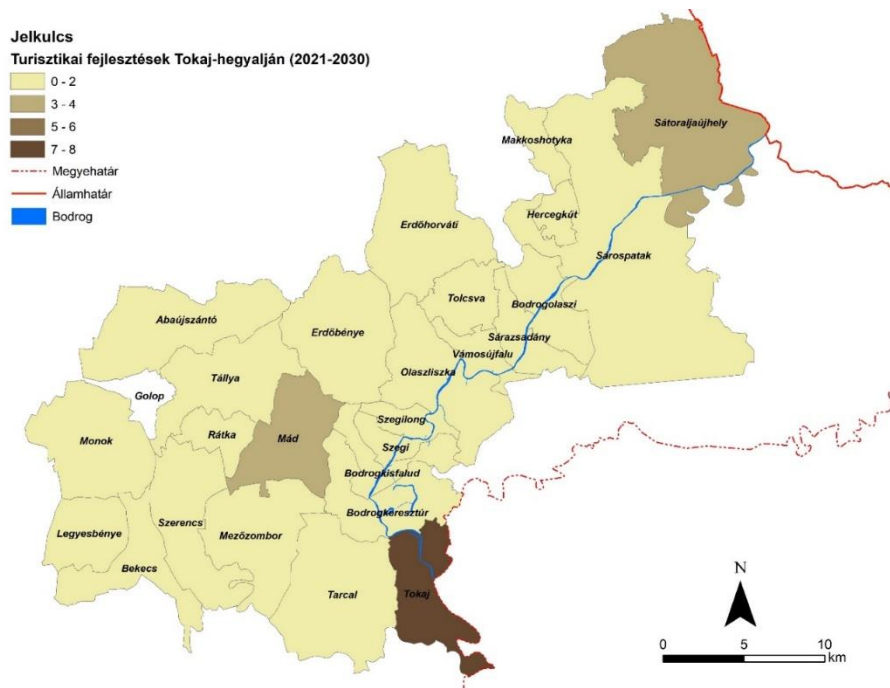 Jelkulcs
Turisztikai fejlesztések Tokaj-hegyalján (2021-2030)
0 - 2
3 - 4
5 - 6
7 - 8
Megyehatár
Államhatár
Bodrog
Sátoraljaújhely
Makkoshotyka
Hercegkút
Erdőhorváti
Sárospatak
Tolcsva
Bodrogolaszi
Abaújszántó
Erdőbénye
Sárazsadány
Vámosújfalu
Olaszliszka
Tállya
Golop
Szegilong
Monok
Rátka
Mád
Szegi
Bodrogkisfalud
Bodrogkeresztúr
Szerencs
Legyesbénye
Mezőzombor
Bekecs
Tarcal
Tokaj
N
0 5 10
km